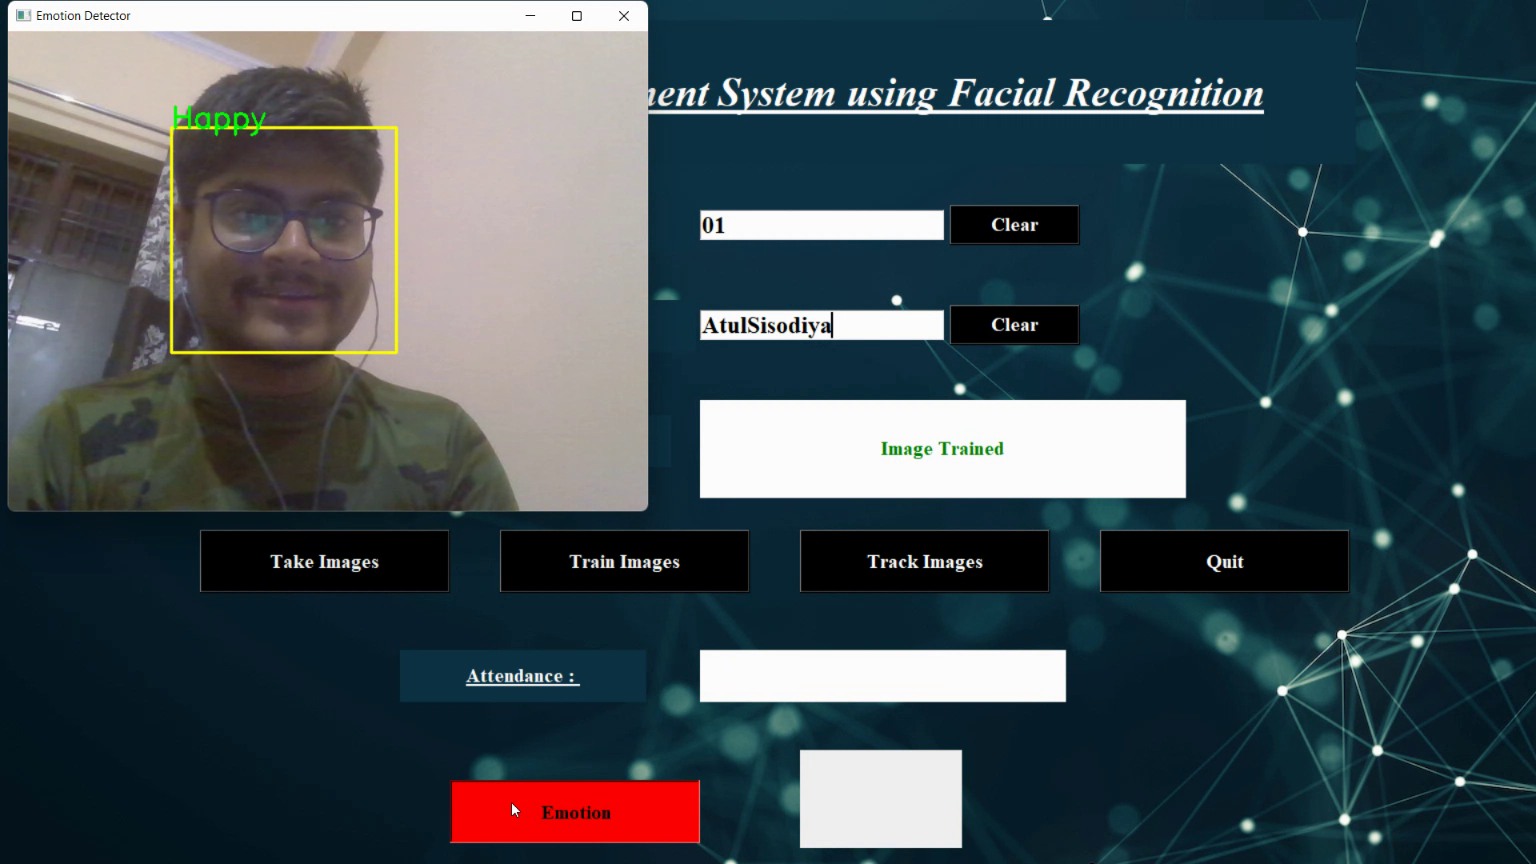 Emotion Detector
Happy
ment System using Facial Recognition
01
Clear
AtulSisodiya
Clear
Image Trained
Take Images
Train Images
Track Images
Quit
Attendance :
Emotion